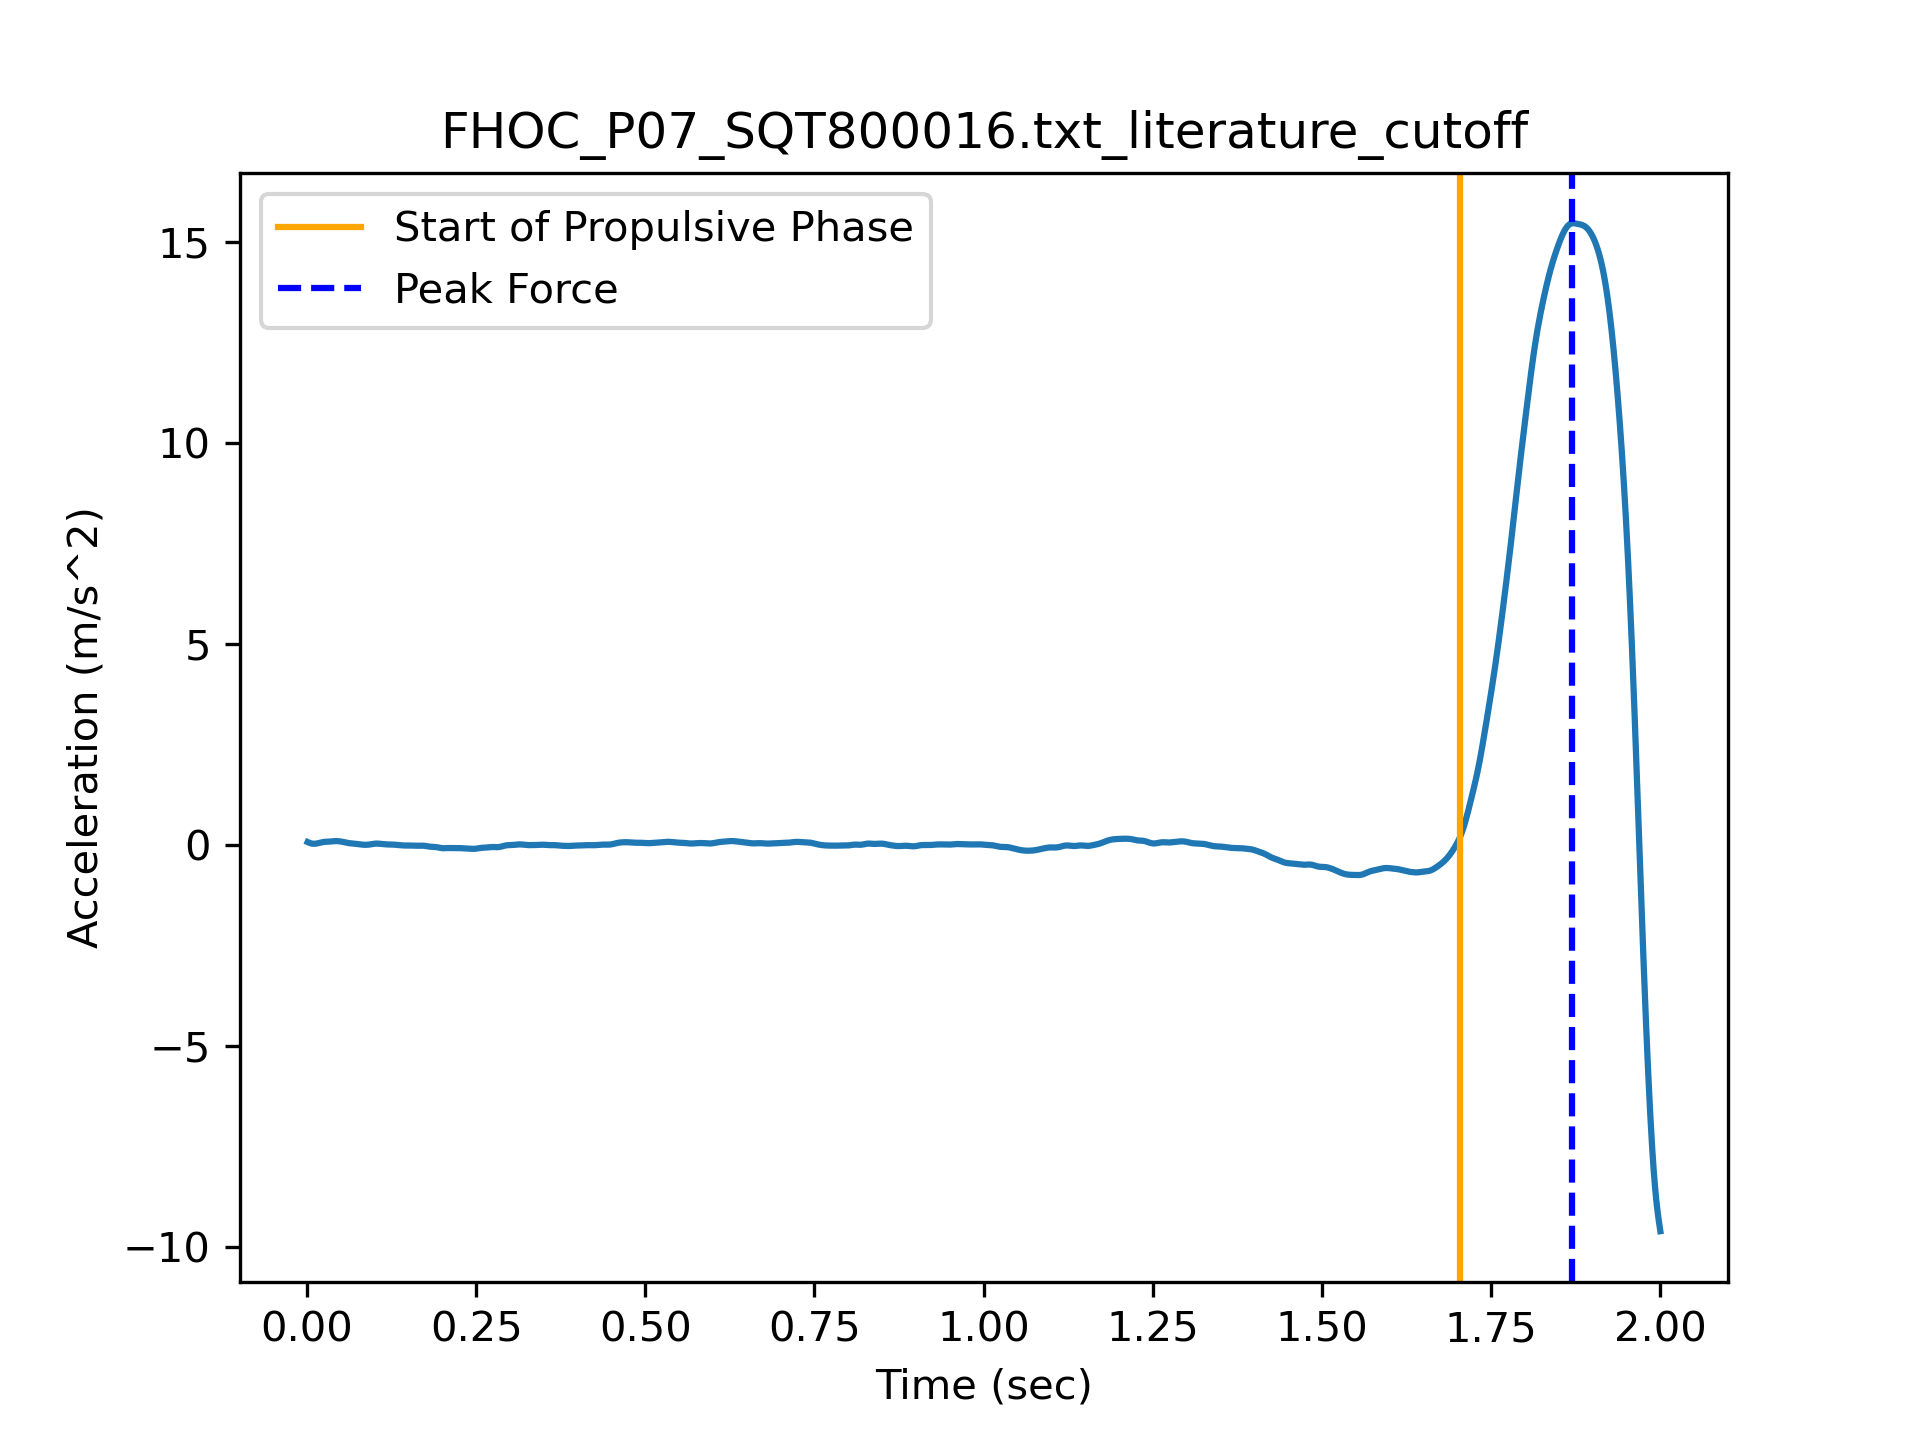 FHOC_P07_SQT800016.txt_literature_cutoff
Start of Propulsive Phase
Peak Force
15
10
5
0
−5
−10
Acceleration (m/s^2)
0.00 0.25 0.50 0.75 1.00 1.25 1.50 1.75 2.00
Time (sec)